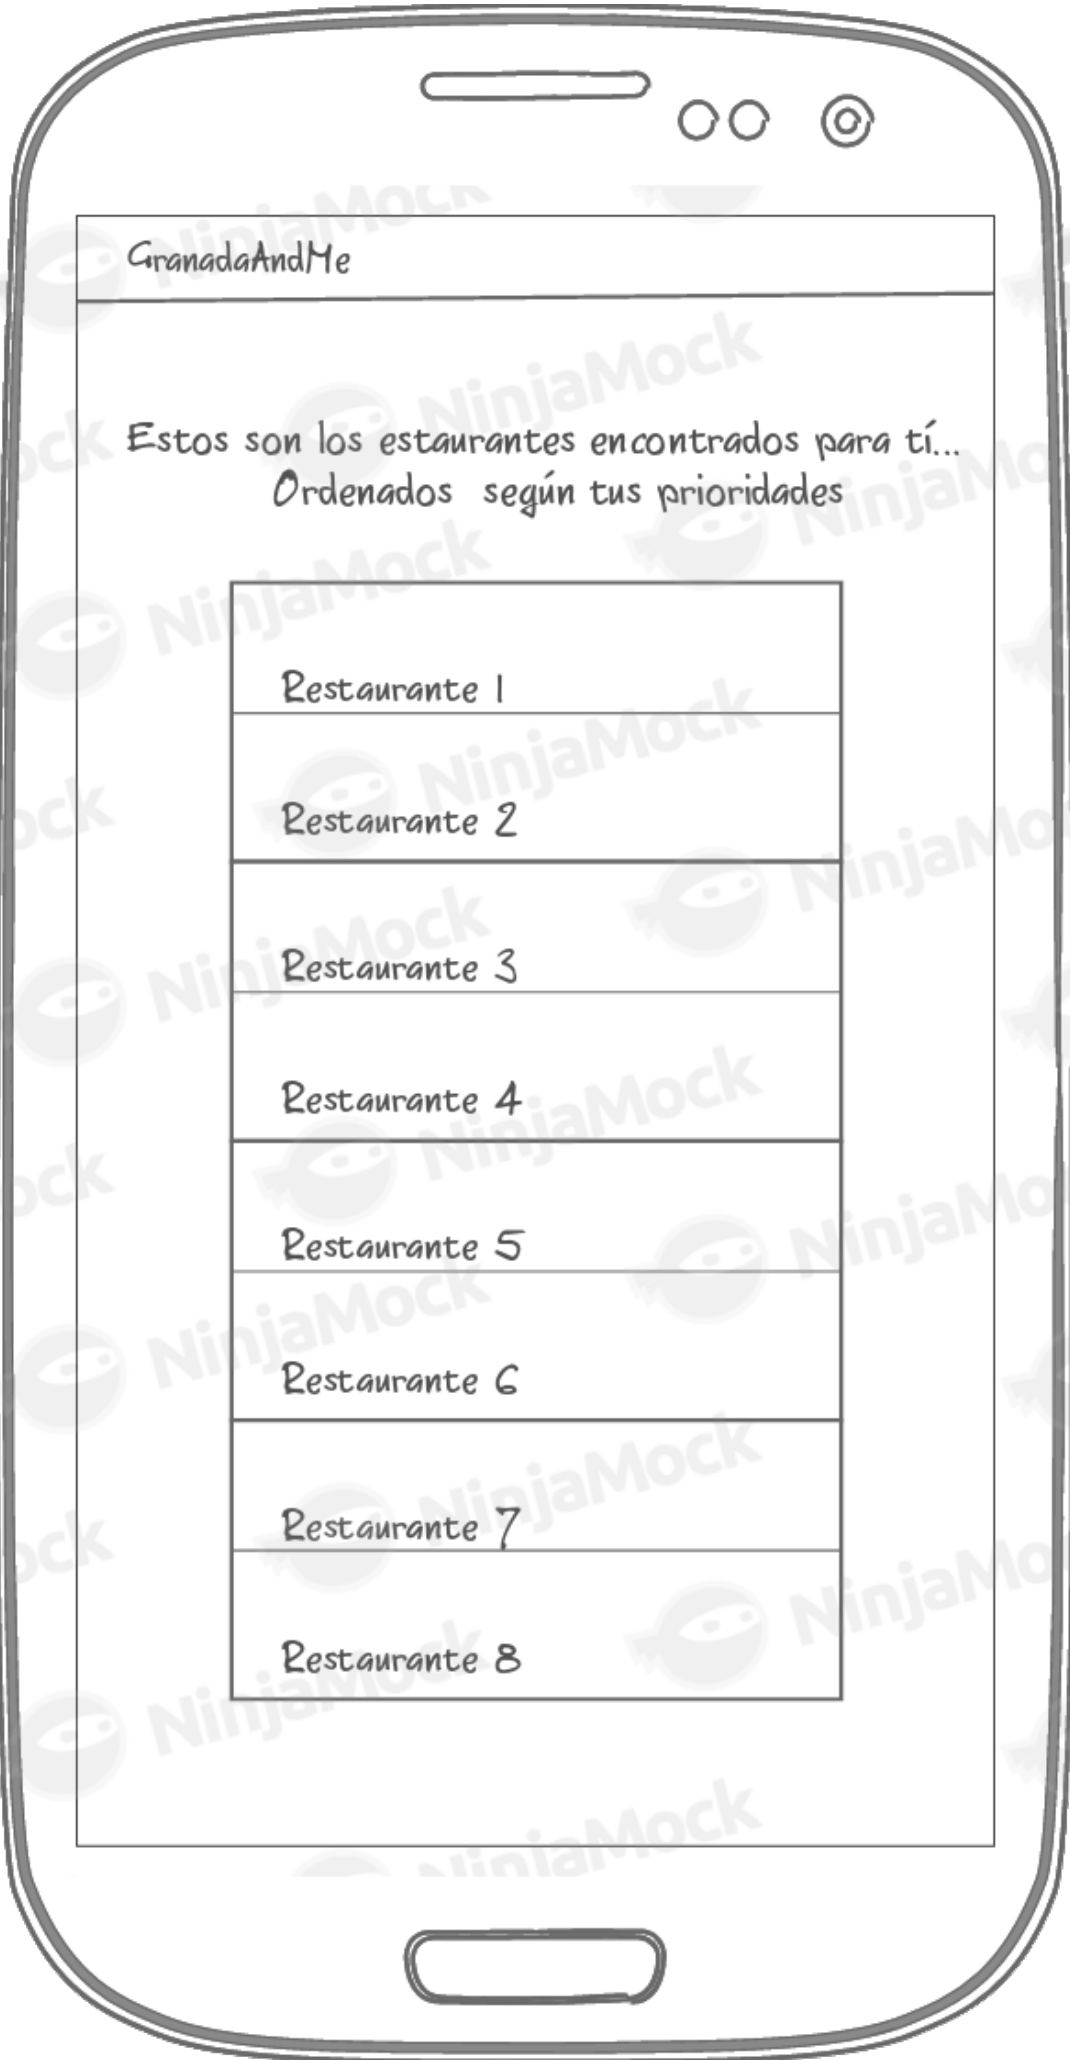 GranadaAndMe
Estos son los estaurantes encontrados para tí...
Ordenados según tus prioridades
Restaurante 1
Restaurante 2
Restaurante 3
Restaurante 4
Restaurante 5
Restaurante 6
Restaurante 7
Restaurante 8
NinjaMock